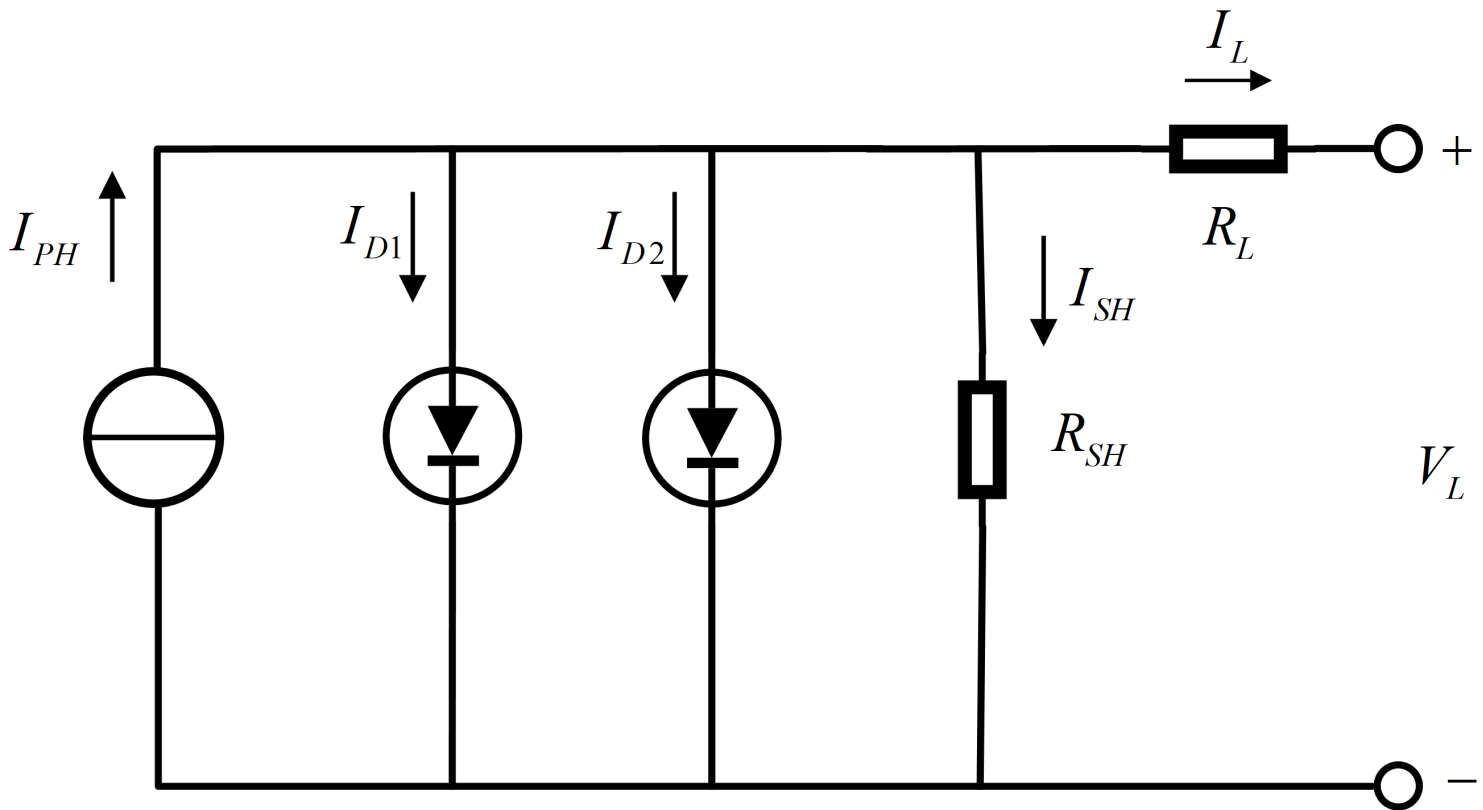 I_L
+
I_PH
I_D1
I_D2
R_L
I_SH
R_SH
V_L
−